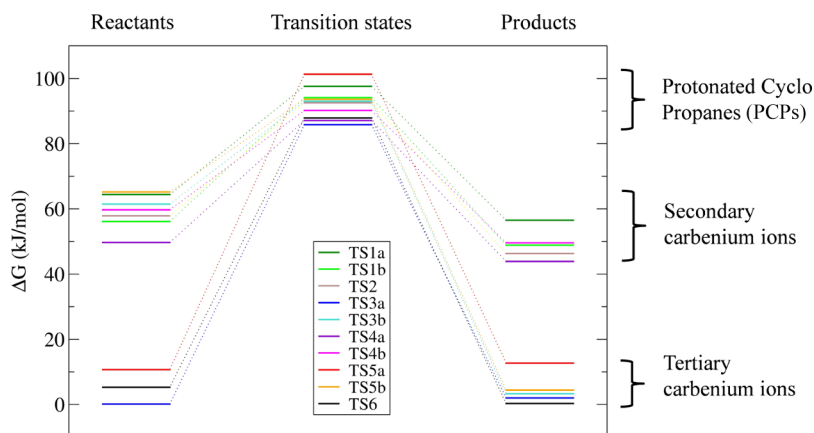 Reactants Transition states Products
100
80
60
40
20
0
ΔG (kJ/mol)
TS1a
TS1b
TS2
TS3a
TS3b
TS4a
TS4b
TS5a
TS5b
TS6
Protonated Cyclo
Propanes (PCPs)
Secondary
carbenium ions
Tertiary
carbenium ions